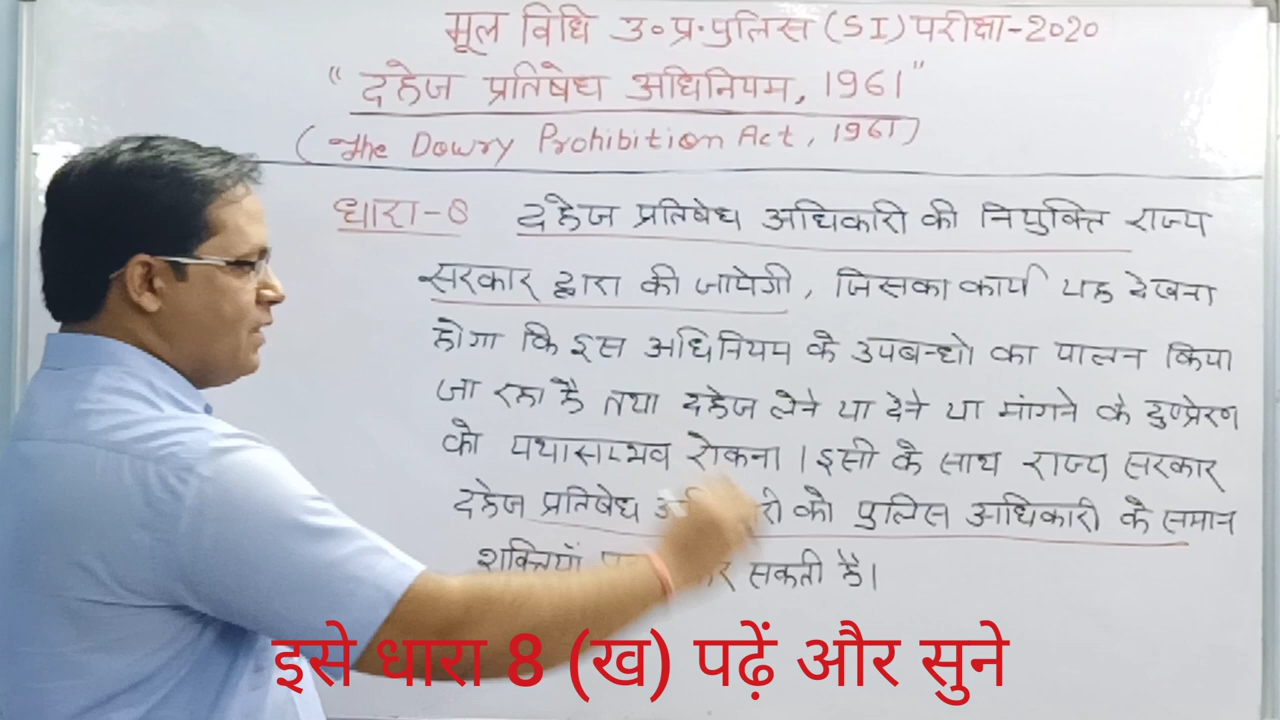 मूल विधि उ०प्र०पुलिस (SI) परीक्षा-2020
" दहेज प्रतिषेध अधिनियम, 1961"
(The Dowry Prohibition Act, 1961)
धारा-8 दहेज प्रतिषेध अधिकारी की नियुक्ति राज्य
सरकार द्वारा की जायेगी, जिसका कार्य यह देखना
होगा कि इस अधिनियम के उपबन्धो का पालन किया
जा रहा है तथा दहेज लेने या देने या मांगने के दुष्प्रेरण
को यथासम्भव रोकना। इसी के साथ राज्य सरकार
दहेज प्रतिषेध को पुलिस अधिकारी के समान
शक्तियाँ सकती है।
इसे धारा 8 (ख) पढ़ें और सुने